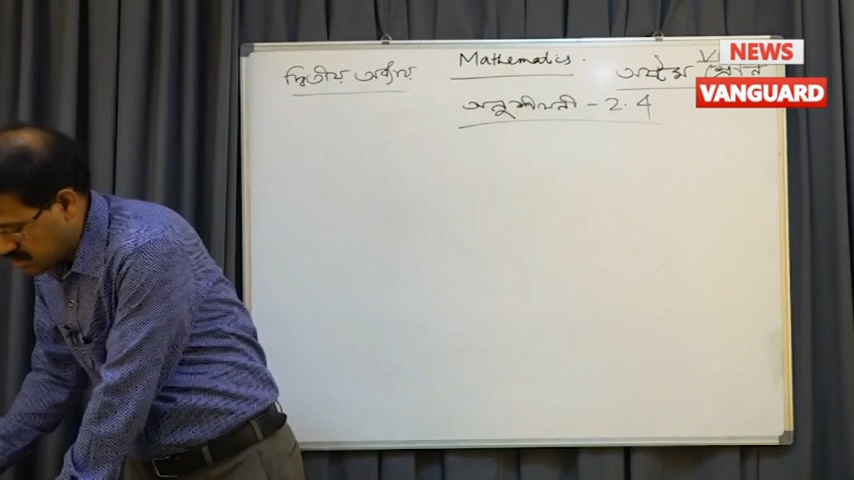 দ্বিতীয় অধ্যায়
Mathematics.
অষ্টম শ্রেনি
অনুশীলনী - 2.4
NEWS
VANGUARD